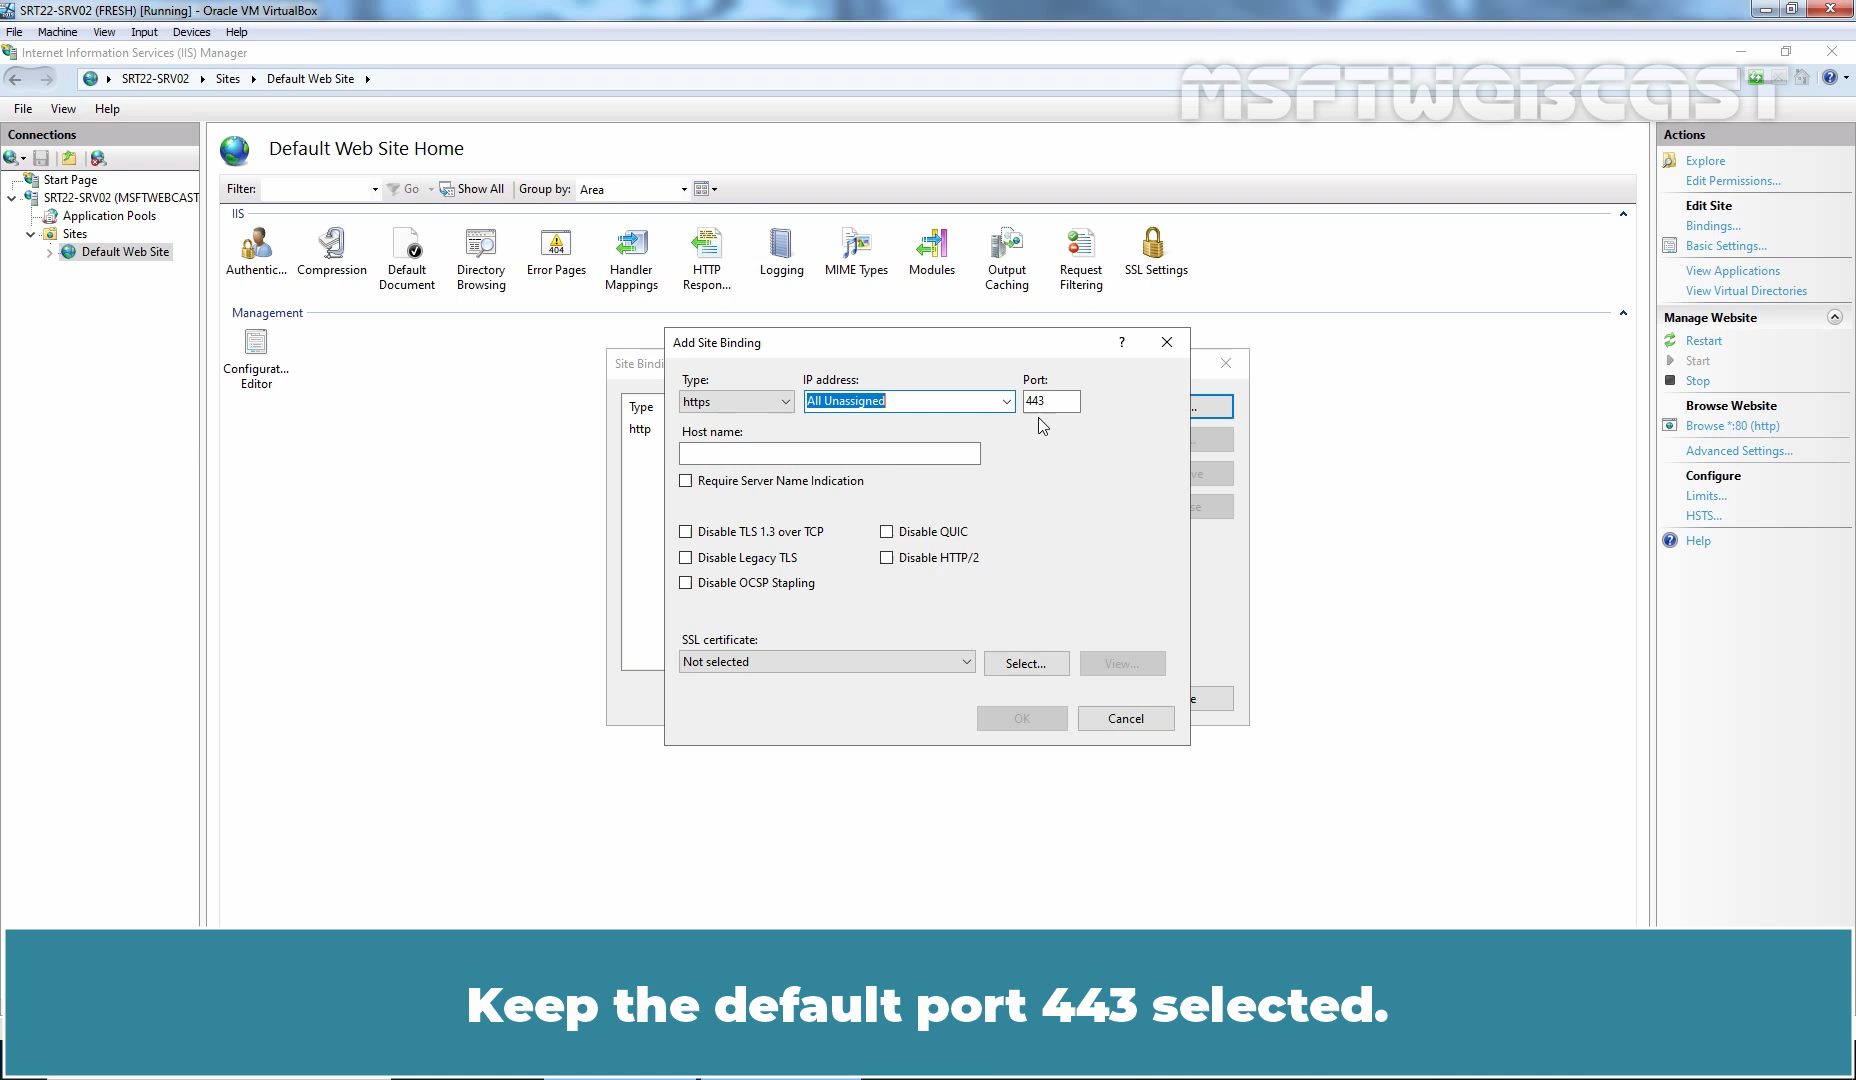 SRT22-SRV02 (FRESH) [Running] - Oracle VM VirtualBox
File Machine View Input Devices Help
Internet Information Services (IIS) Manager
SRT22-SRV02 Sites Default Web Site
MSFTWEBCAST
File View Help
Connections
Start Page
SRT22-SRV02 (MSFTWEBCAST
Application Pools
Sites
Default Web Site
Default Web Site Home
Filter: Go Show All Group by: Area
IIS
Authentic...
Compression
Default
Document
Directory
Browsing
Error Pages
Handler
Mappings
HTTP
Respon...
Logging
MIME Types
Modules
Output
Caching
Request
Filtering
SSL Settings
404
Management
Configurat...
Editor
Site Bindi
Type
http
...
ve
se
e
Add Site Binding
?
Type: IP address: Port:
https All Unassigned 443
Host name:
Require Server Name Indication
Disable TLS 1.3 over TCP Disable QUIC
Disable Legacy TLS Disable HTTP/2
Disable OCSP Stapling
SSL certificate:
Not selected Select... View...
OK Cancel
Actions
Explore
Edit Permissions...
Edit Site
Bindings...
Basic Settings...
View Applications
View Virtual Directories
Manage Website
Restart
Start
Stop
Browse Website
Browse *:80 (http)
Advanced Settings...
Configure
Limits...
HSTS...
Help
Keep the default port 443 selected.